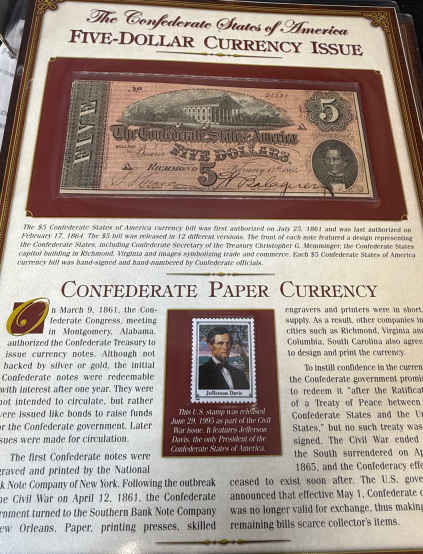 The Confederate States of America
FIVE-DOLLAR CURRENCY ISSUE
FIVE
5
The Confederate States of America
FIVE DOLLARS
RICHMOND
5
The $5 Confederate States of America currency bill was first authorized on July 25, 1861 and was last authorized on
February 17, 1864. The $5 bill was released in 12 different versions. The front of each note featured a design representing
the Confederate States, including Confederate Secretary of the Treasury Christopher G. Memminger, the Confederate States
capitol building in Richmond, Virginia and images symbolizing trade and commerce. Each $5 Confederate States of America
currency bill was hand-signed and hand-numbered by Confederate officials.
CONFEDERATE PAPER CURRENCY
On March 9, 1861, the Con-
federate Congress, meeting
in Montgomery, Alabama,
authorized the Confederate Treasury to
issue currency notes. Although not
backed by silver or gold, the initial
Confederate notes were redeemable
with interest after one year. They were
not intended to circulate, but rather
were issued like bonds to raise funds
for the Confederate government. Later
sues were made for circulation.
The first Confederate notes were
graved and printed by the National
k Note Company of New York. Following the outbreak
he Civil War on April 12, 1861, the Confederate
rnment turned to the Southern Bank Note Company
ew Orleans. Paper, printing presses, skilled
Jefferson Davis
This U.S. stamp was released
June 29, 1995 as part of the Civil
War issue. It features Jefferson
Davis, the only President of the
Confederate States of America.
engravers and printers were in short
supply. As a result, other companies in
cities such as Richmond, Virginia and
Columbia, South Carolina also agree
to design and print the currency.
To instill confidence in the curren
the Confederate government promi
to redeem it "after the Ratificat
of a Treaty of Peace between
Confederate States and the Un
States," but no such treaty was
signed. The Civil War ended
the South surrendered on Ap
1865, and the Confederacy effe
ceased to exist soon after. The U.S. gove
announced that effective May 1, Confederate c
was no longer valid for exchange, thus making
remaining bills scarce collector's items.